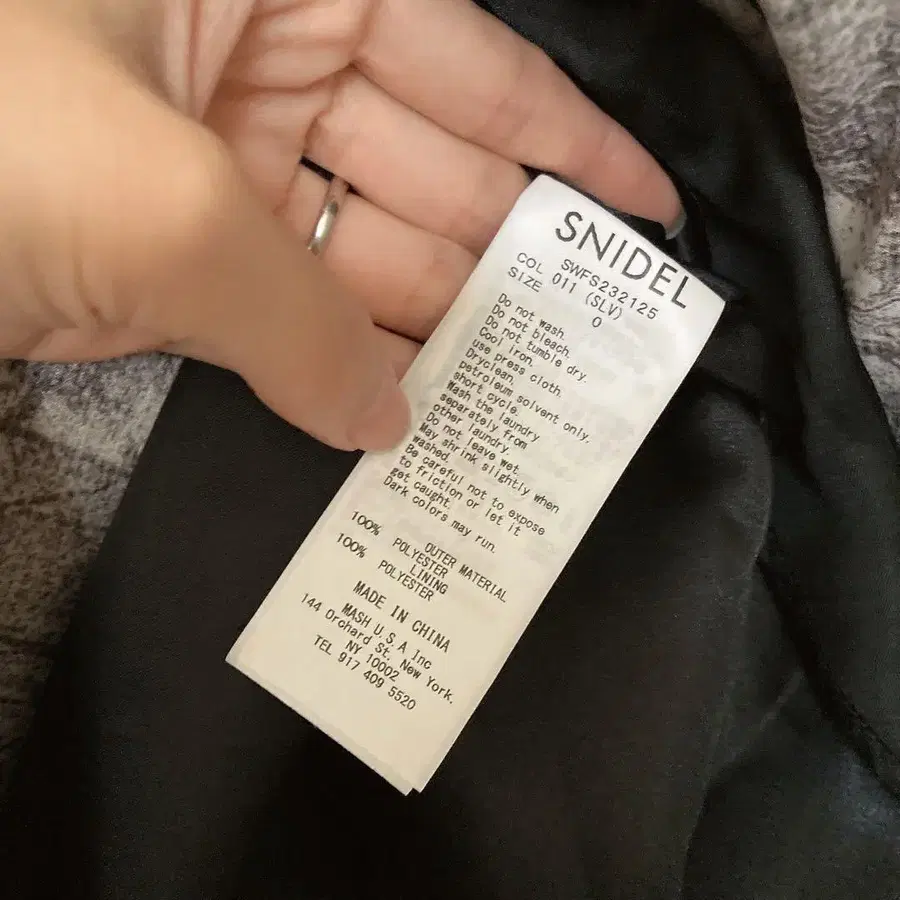 SNIDEL
SWFS232125
COL 011 (SLV)
SIZE 0
Do not wash.
Do not bleach.
Do not tumble dry.
Cool iron.
use press cloth.
Dryclean.
petroleum solvent only.
short cycle.
Wash the laundry
separately from
other laundry.
Do not leave wet.
May shrink slightly when
washed.
Be careful not to expose
to friction or let it
get caught.
Dark colors may run.
OUTER MATERIAL
100% POLYESTER
LINING
100% POLYESTER
MADE IN CHINA
MASH U.S.A Inc
144 Orchard St. New York.
NY 10002
TEL 917 409 5520